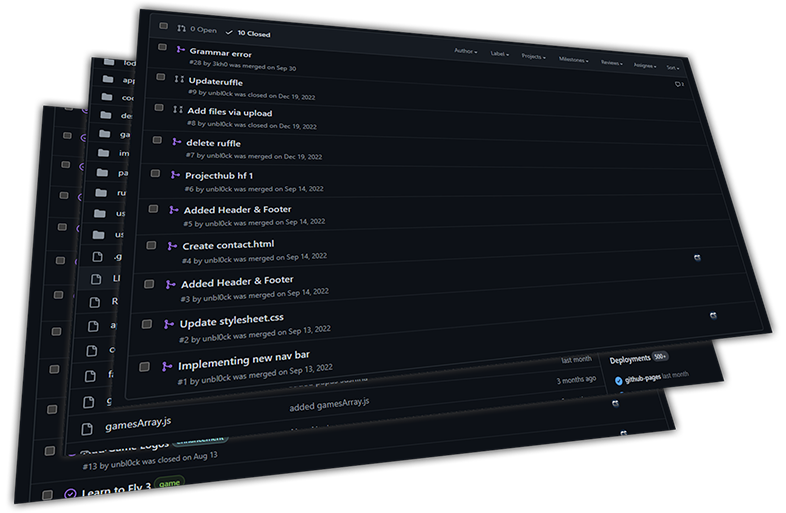 0 Open 10 Closed
Author Label Projects Milestones Reviews Assignee Sort
Grammar error
#28 by 3kh0 was merged on Sep 30
Updateruffle
#9 by unbl0ck was closed on Dec 19, 2022
Add files via upload
#8 by unbl0ck was closed on Dec 19, 2022
delete ruffle
#7 by unbl0ck was merged on Dec 19, 2022
Projecthub hf 1
#6 by unbl0ck was merged on Sep 14, 2022
Added Header & Footer
#5 by unbl0ck was merged on Sep 14, 2022
Create contact.html
#4 by unbl0ck was merged on Sep 14, 2022
Added Header & Footer
#3 by unbl0ck was merged on Sep 14, 2022
Update stylesheet.css
#2 by unbl0ck was merged on Sep 13, 2022
Implementing new nav bar
#1 by unbl0ck was merged on Sep 13, 2022
last month
Deployments 500+
3 months ago
github-pages last month
gamesArray.js added gamesArray.js
Game Logos enhancement
#13 by unbl0ck was closed on Aug 13
Learn to Fly 3 game